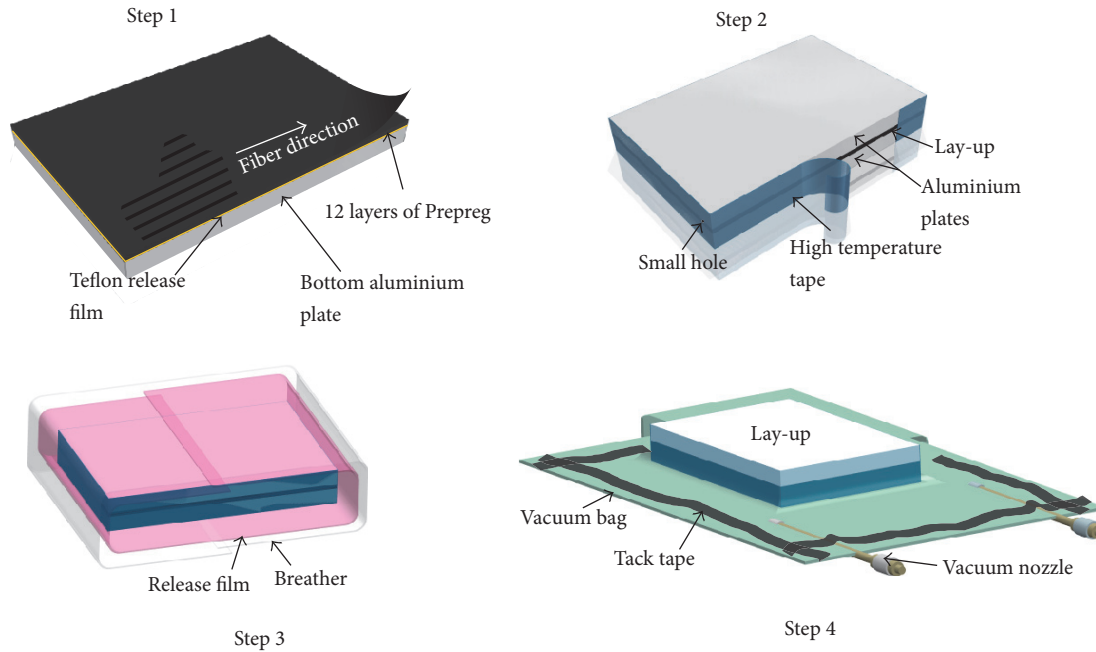 Step 1
Fiber direction
12 layers of Prepreg
Teflon release
film
Bottom aluminium
plate
Step 2
Lay-up
Aluminium
plates
Small hole
High temperature
tape
Release film
Breather
Step 3
Lay-up
Vacuum bag
Tack tape
Vacuum nozzle
Step 4